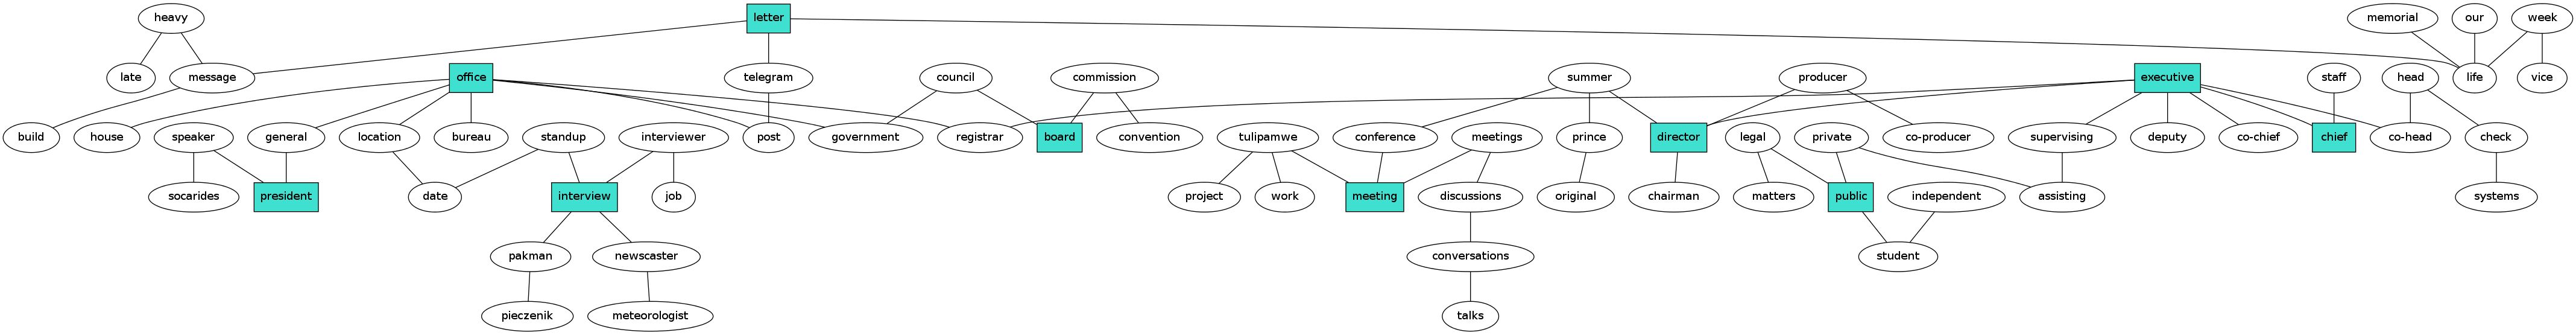 heavy letter memorial our week
late message office telegram council commission summer producer executive staff head life vice
build house speaker general location bureau standup interviewer post government registrar board convention tulipamwe conference meetings prince director legal private co-producer supervising deputy co-chief chief co-head check
socarides president date interview job project work meeting discussions original chairman matters public independent assisting systems
pakman newscaster conversations student
pieczenik meteorologist talks